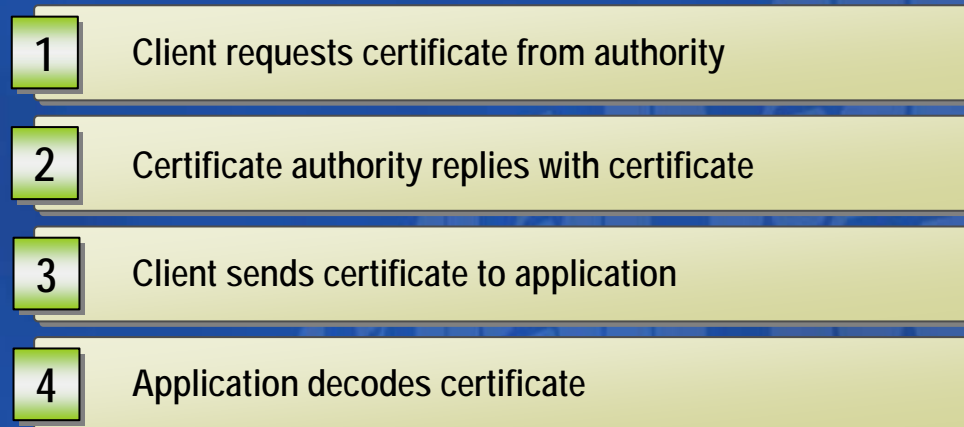 1 Client requests certificate from authority
2 Certificate authority replies with certificate
3 Client sends certificate to application
4 Application decodes certificate